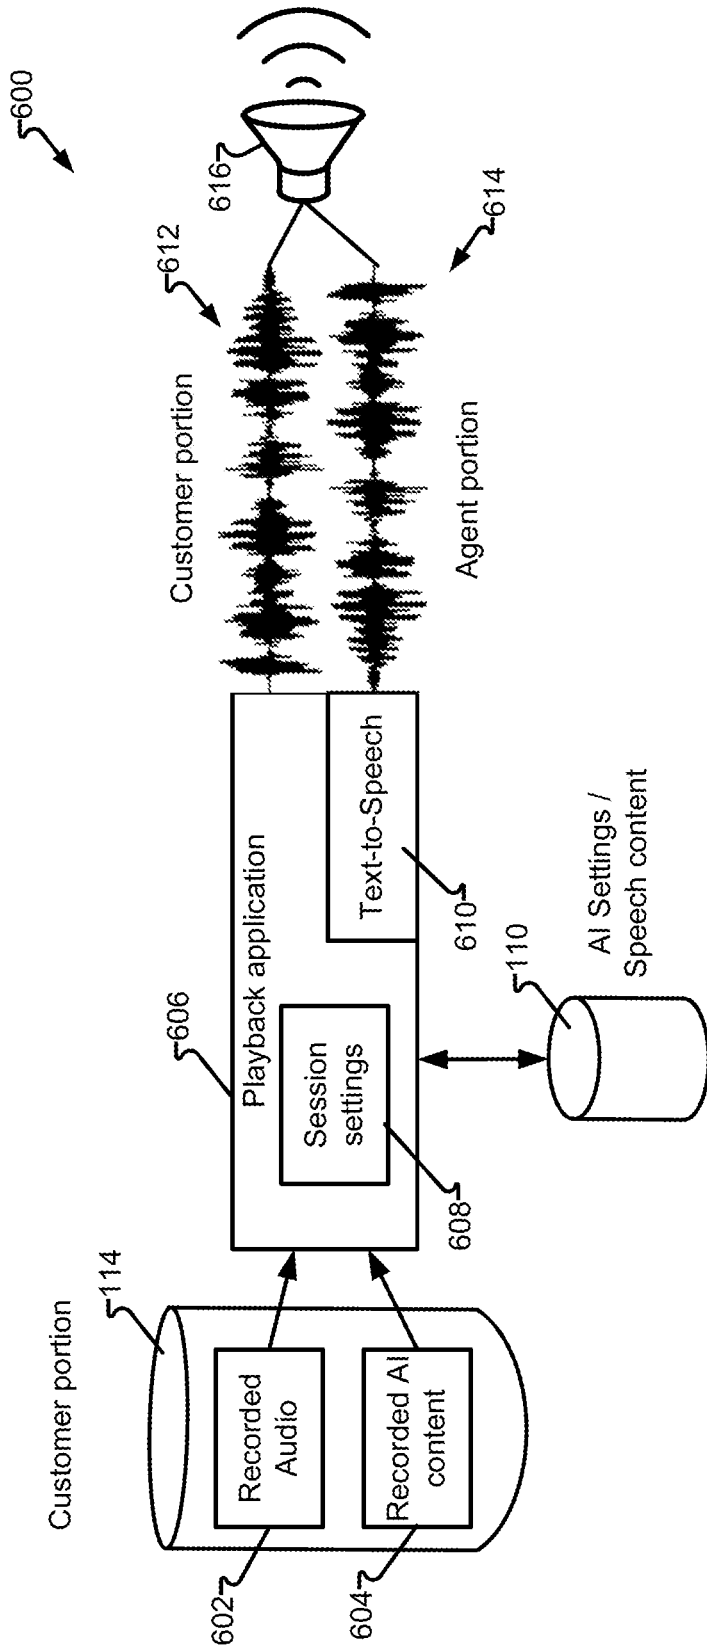 600
Customer portion
114
Recorded
Audio
602
Recorded AI
content
604
606
Playback application
Session
settings
608
Text-to-Speech
610
110
AI Settings /
Speech content
Customer portion
612
Agent portion
614
616